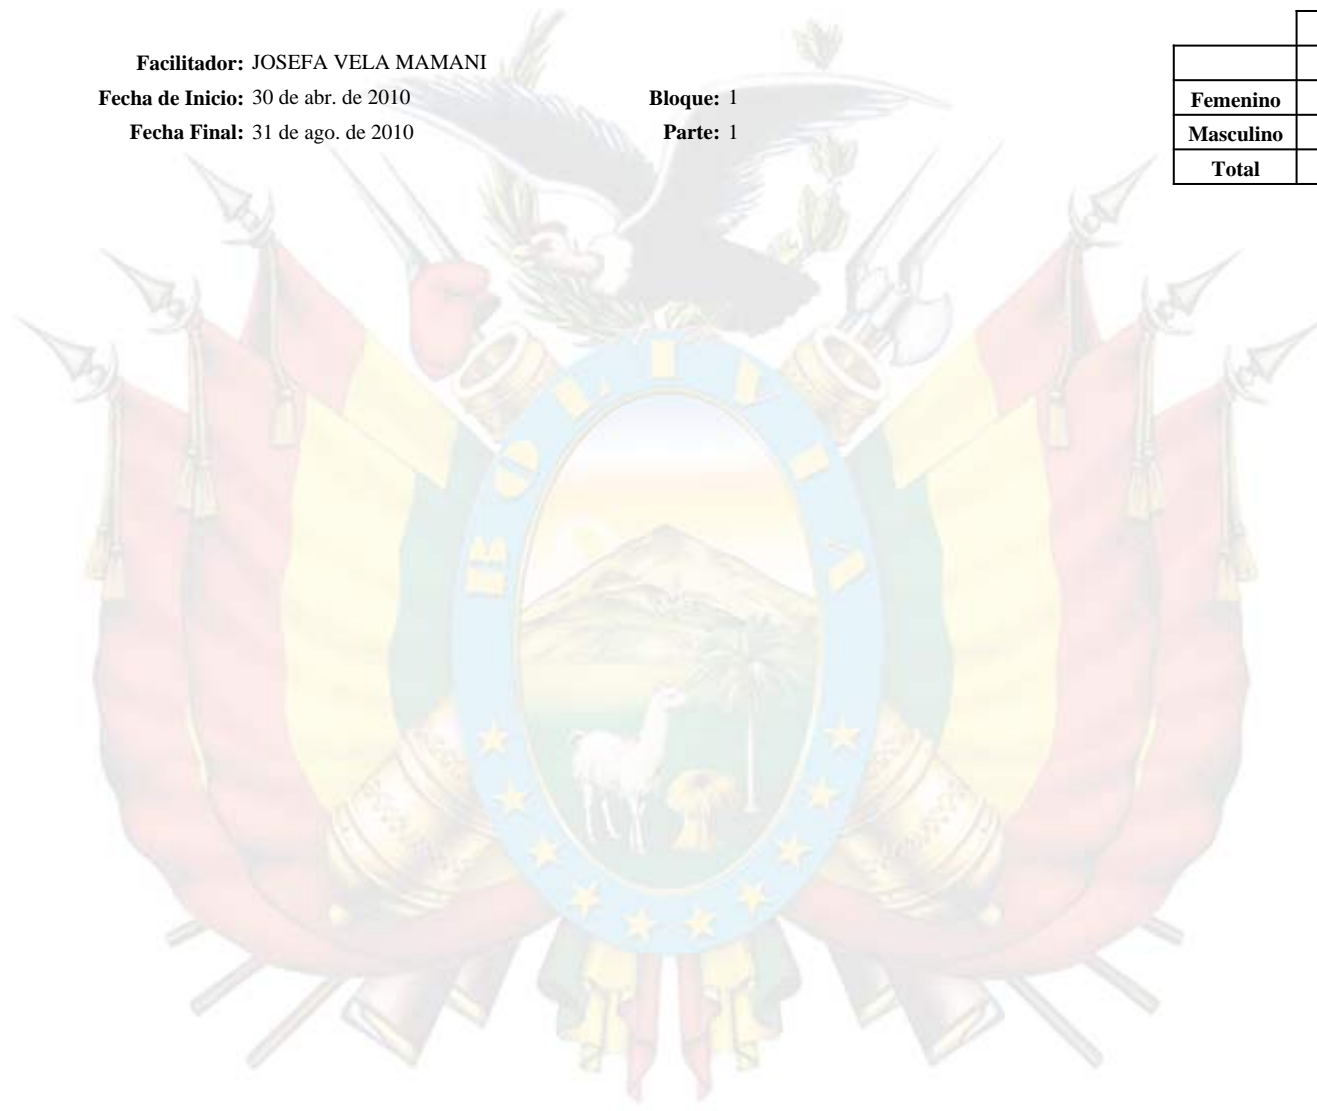 Facilitador: JOSEFA VELA MAMANI
Fecha de Inicio: 30 de abr. de 2010 Bloque: 1
Fecha Final: 31 de ago. de 2010 Parte: 1
Femenino
Masculino
Total
BOLIVIA